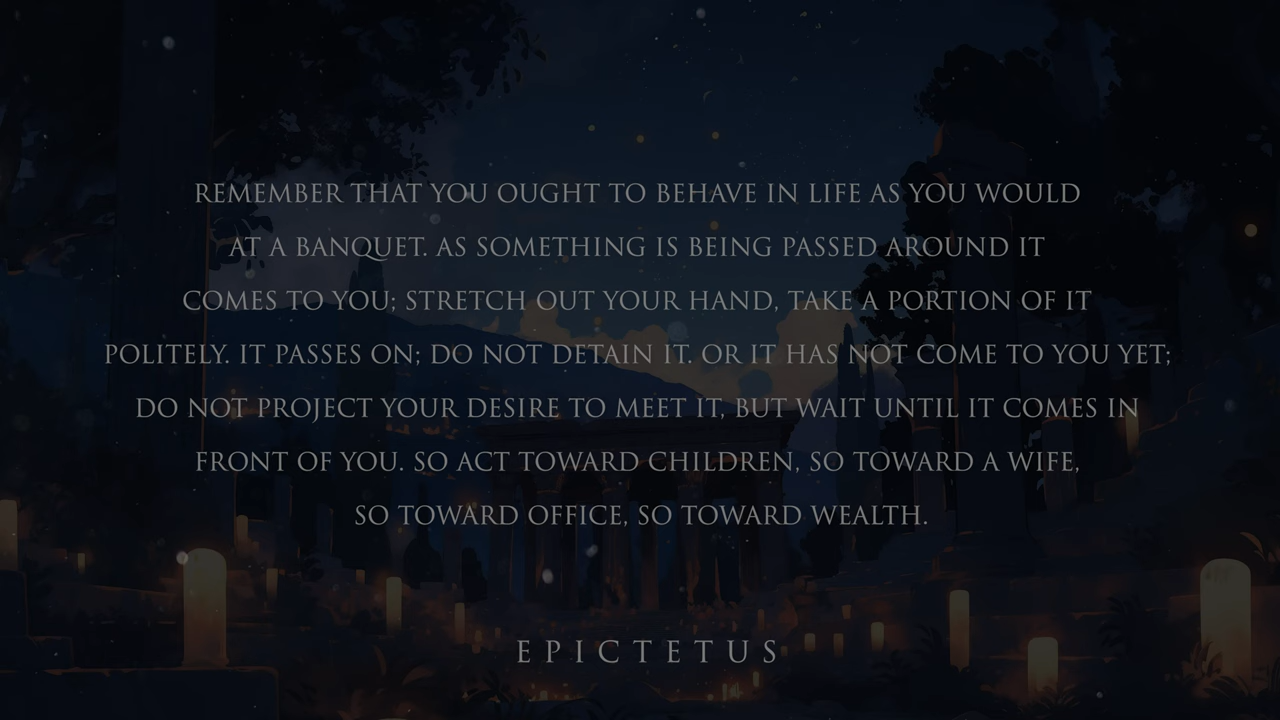 REMEMBER THAT YOU OUGHT TO BEHAVE IN LIFE AS YOU WOULD
AT A BANQUET. AS SOMETHING IS BEING PASSED AROUND IT
COMES TO YOU; STRETCH OUT YOUR HAND, TAKE A PORTION OF IT
POLITELY. IT PASSES ON; DO NOT DETAIN IT. OR IT HAS NOT COME TO YOU YET;
DO NOT PROJECT YOUR DESIRE TO MEET IT, BUT WAIT UNTIL IT COMES IN
FRONT OF YOU. SO ACT TOWARD CHILDREN, SO TOWARD A WIFE,
SO TOWARD OFFICE, SO TOWARD WEALTH.
EPICTETUS